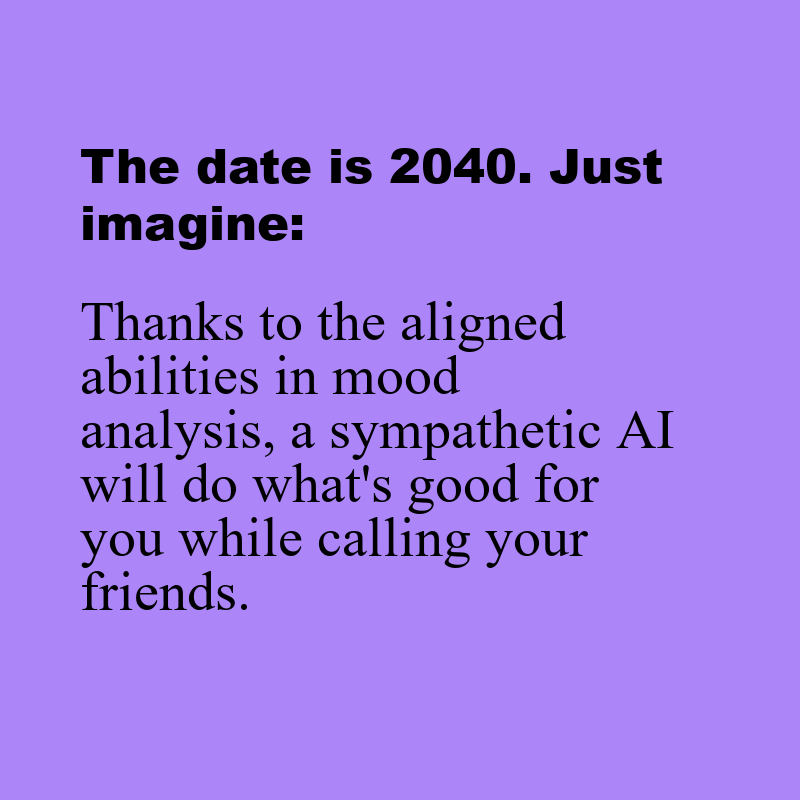 The date is 2040. Just
imagine:
Thanks to the aligned
abilities in mood
analysis, a sympathetic AI
will do what's good for
you while calling your
friends.